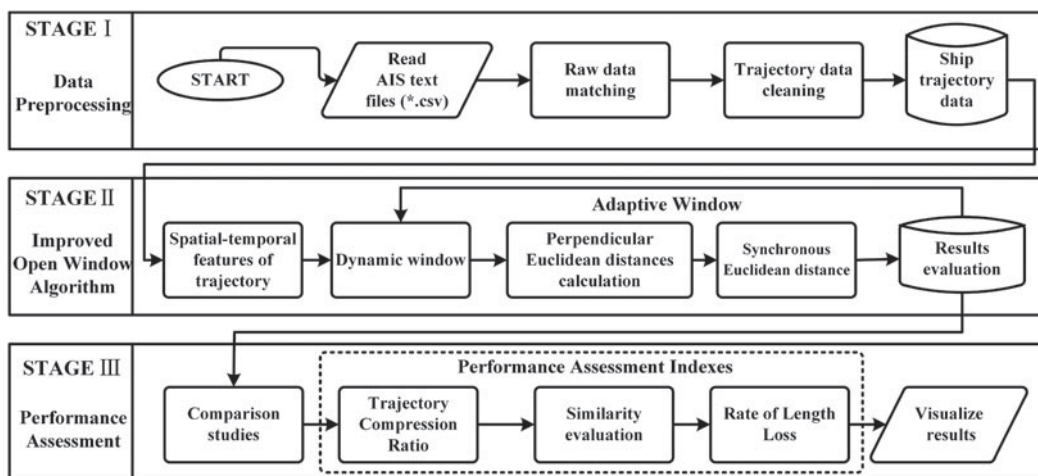 STAGE Ⅰ
Data
Preprocessing
START
Read
AIS text
files (*.csv)
Raw data
matching
Trajectory data
cleaning
Ship
trajectory
data
STAGE Ⅱ
Improved
Open Window
Algorithm
Adaptive Window
Spatial-temporal
features of
trajectory
Dynamic window
Perpendicular
Euclidean distances
calculation
Synchronous
Euclidean distance
Results
evaluation
STAGE Ⅲ
Performance
Assessment
Performance Assessment Indexes
Comparison
studies
Trajectory
Compression
Ratio
Similarity
evaluation
Rate of Length
Loss
Visualize
results